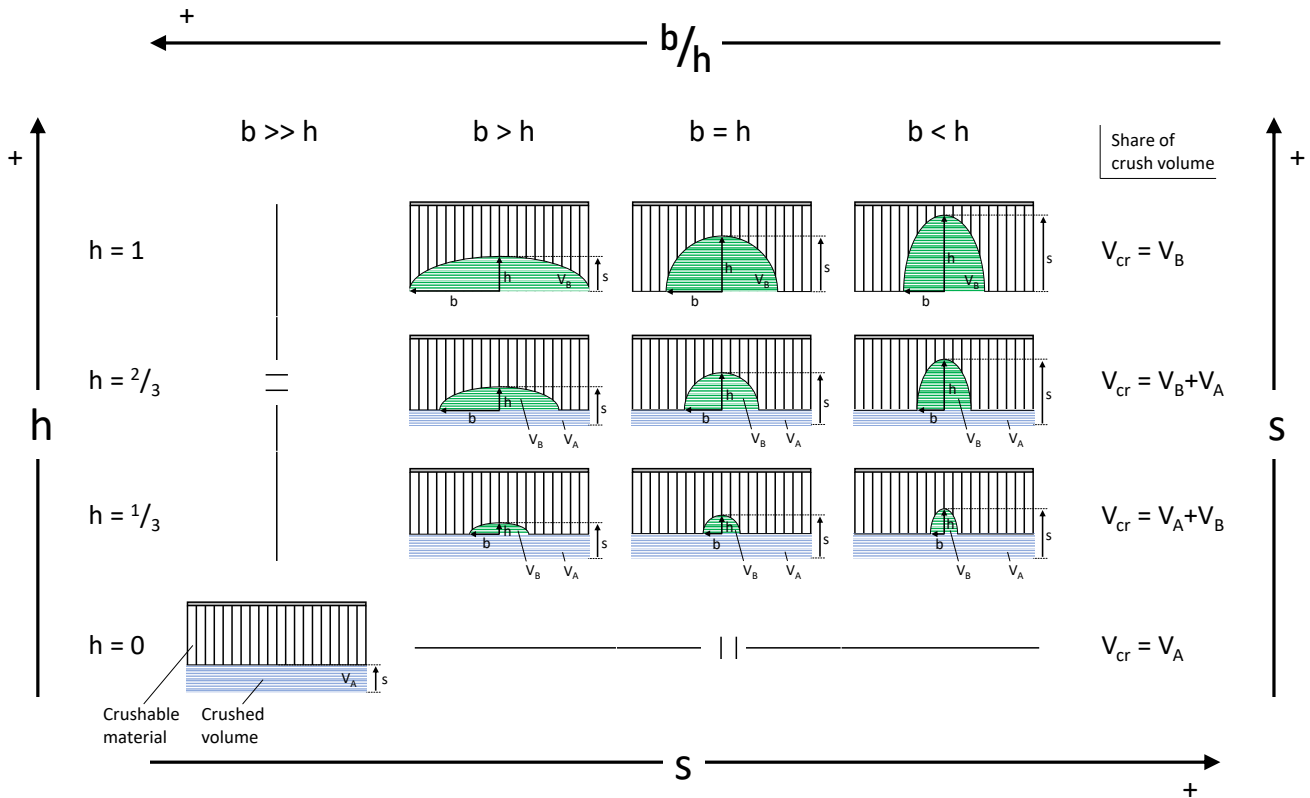 +
b/h
b >> h
b > h
b = h
b < h
Share of
crush volume
+
+
h = 1
h
V_B
b
s
h
V_B
b
s
h
V_B
b
s
V_cr = V_B
h = 2/3
h
b
s
V_B
V_A
h
b
s
V_B
V_A
h
b
s
V_B
V_A
V_cr = V_B+V_A
h
s
h = 1/3
h
b
s
V_B
V_A
h
b
s
V_B
V_A
h
b
s
V_B
V_A
V_cr = V_A+V_B
h = 0
V_A
s
V_cr = V_A
Crushable
material
Crushed
volume
s
+